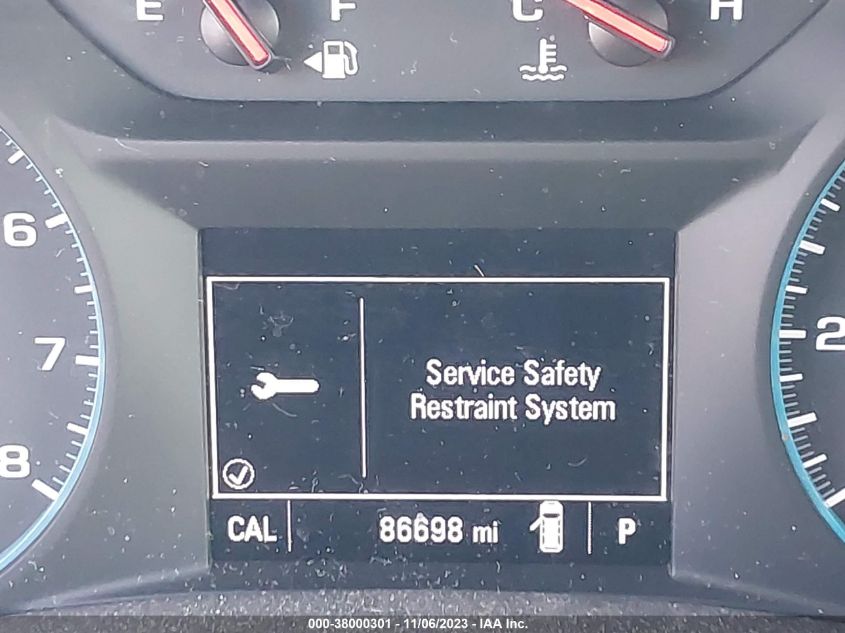 E F C H
6
7
8
2
Service Safety
Restraint System
CAL 86698 mi P
000-38000301 - 11/06/2023 - IAA Inc.